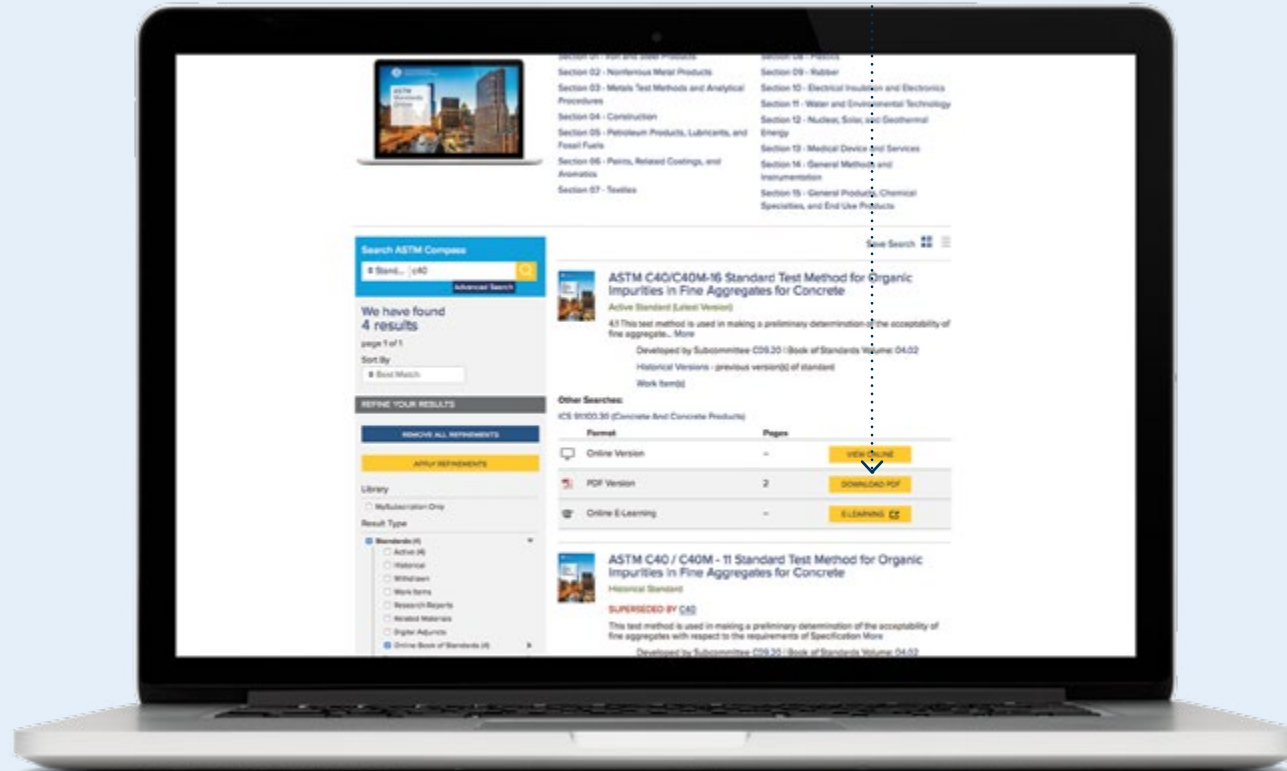 ASTM
Standards
Online
Section 01 - Iron and Steel Products
Section 02 - Nonferrous Metal Products
Section 03 - Metals Test Methods and Analytical
Procedures
Section 04 - Construction
Section 05 - Petroleum Products, Lubricants, and
Fossil Fuels
Section 06 - Paints, Related Coatings, and
Aromatics
Section 07 - Textiles
Section 08 - Plastics
Section 09 - Rubber
Section 10 - Electrical Insulation and Electronics
Section 11 - Water and Environmental Technology
Section 12 - Nuclear, Solar, and Geothermal
Energy
Section 13 - Medical Device and Services
Section 14 - General Methods and
Instrumentation
Section 15 - General Products, Chemical
Specialties, and End Use Products
Search ASTM Compass
Stand... c40
Advanced Search
We have found
4 results
page 1 of 1
Sort By
Best Match
REFINE YOUR RESULTS
REMOVE ALL REFINEMENTS
APPLY REFINEMENTS
Library
MySubscription Only
Result Type
Standards (4)
Active (4)
Historical
Withdrawn
Work Items
Research Reports
Related Materials
Digital Adjuncts
Online Book of Standards (4)
Save Search
ASTM C40/C40M-16 Standard Test Method for Organic
Impurities in Fine Aggregates for Concrete
Active Standard (Latest Version)
4.1 This test method is used in making a preliminary determination of the acceptability of
fine aggregate... More
Developed by Subcommittee C09.20 | Book of Standards Volume: 04.02
Historical Versions - previous version(s) of standard
Work Item(s)
Other Searches:
ICS 91.100.30 (Concrete And Concrete Products)
Format Pages
Online Version – VIEW ONLINE
PDF Version 2 DOWNLOAD PDF
Online E-Learning – E-LEARNING
ASTM C40 / C40M - 11 Standard Test Method for Organic
Impurities in Fine Aggregates for Concrete
Historical Standard
SUPERSEDED BY C40
This test method is used in making a preliminary determination of the acceptability of
fine aggregates with respect to the requirements of Specification More
Developed by Subcommittee C09.20 | Book of Standards Volume: 04.02